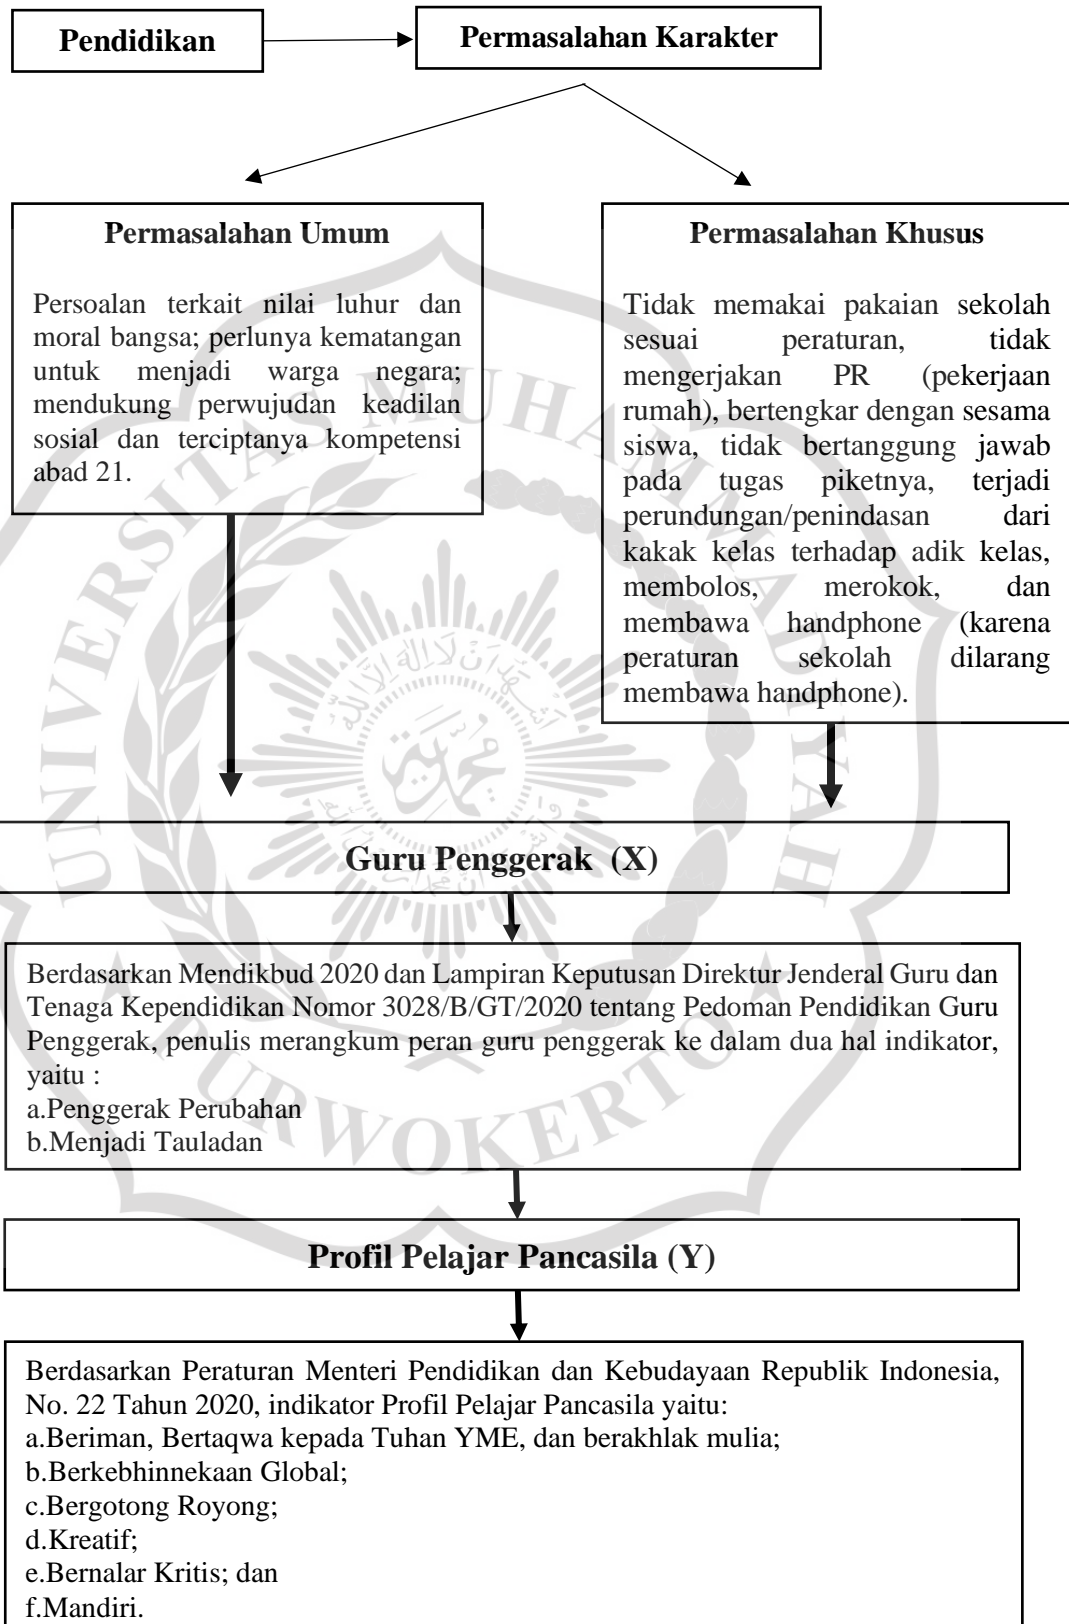 Pendidikan
Permasalahan Karakter
Permasalahan Umum
Persoalan terkait nilai luhur dan
moral bangsa; perlunya kematangan
untuk menjadi warga negara;
mendukung perwujudan keadilan
sosial dan terciptanya kompetensi
abad 21.
Permasalahan Khusus
Tidak memakai pakaian sekolah
sesuai peraturan, tidak
mengerjakan PR (pekerjaan
rumah), bertengkar dengan sesama
siswa, tidak bertanggung jawab
pada tugas piketnya, terjadi
perundungan/penindasan dari
kakak kelas terhadap adik kelas,
membolos, merokok, dan
membawa handphone (karena
peraturan sekolah dilarang
membawa handphone).
Guru Penggerak (X)
Berdasarkan Mendikbud 2020 dan Lampiran Keputusan Direktur Jenderal Guru dan
Tenaga Kependidikan Nomor 3028/B/GT/2020 tentang Pedoman Pendidikan Guru
Penggerak, penulis merangkum peran guru penggerak ke dalam dua hal indikator,
yaitu :
a.Penggerak Perubahan
b.Menjadi Tauladan
Profil Pelajar Pancasila (Y)
Berdasarkan Peraturan Menteri Pendidikan dan Kebudayaan Republik Indonesia,
No. 22 Tahun 2020, indikator Profil Pelajar Pancasila yaitu:
a.Beriman, Bertaqwa kepada Tuhan YME, dan berakhlak mulia;
b.Berkebhinnekaan Global;
c.Bergotong Royong;
d.Kreatif;
e.Bernalar Kritis; dan
f.Mandiri.
UNIVERSITAS MUHAMMADIYAH
PURWOKERTO